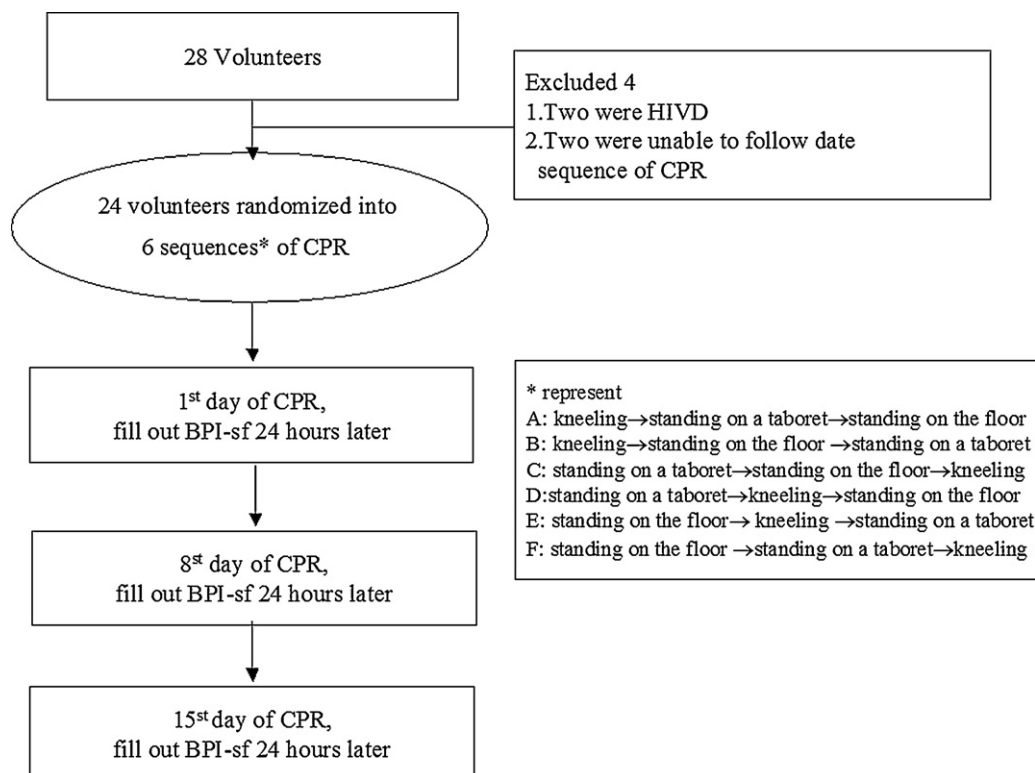 28 Volunteers
Excluded 4
1.Two were HIVD
2.Two were unable to follow date
sequence of CPR
24 volunteers randomized into
6 sequences* of CPR
1st day of CPR,
fill out BPI-sf 24 hours later
8st day of CPR,
fill out BPI-sf 24 hours later
15st day of CPR,
fill out BPI-sf 24 hours later
* represent
A: kneeling→standing on a taboret→standing on the floor
B: kneeling→standing on the floor →standing on a taboret
C: standing on a taboret→standing on the floor→kneeling
D:standing on a taboret→kneeling→standing on the floor
E: standing on the floor→ kneeling →standing on a taboret
F: standing on the floor →standing on a taboret→kneeling